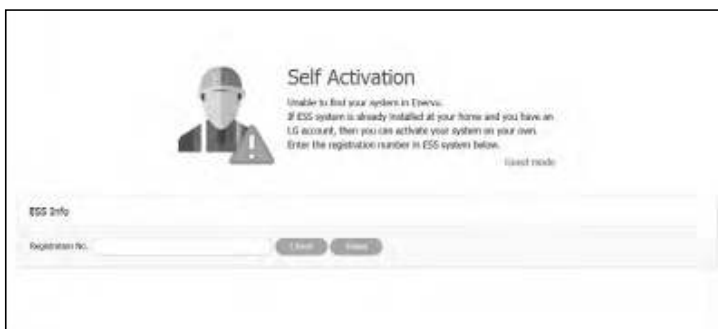 Self Activation
Unable to find your system in Enervu.
If ESS system is already installed at your home and you have an
LG account, then you can activate your system on your own.
Enter the registration number in ESS system below.
Guest mode
ESS Info
Registration No.